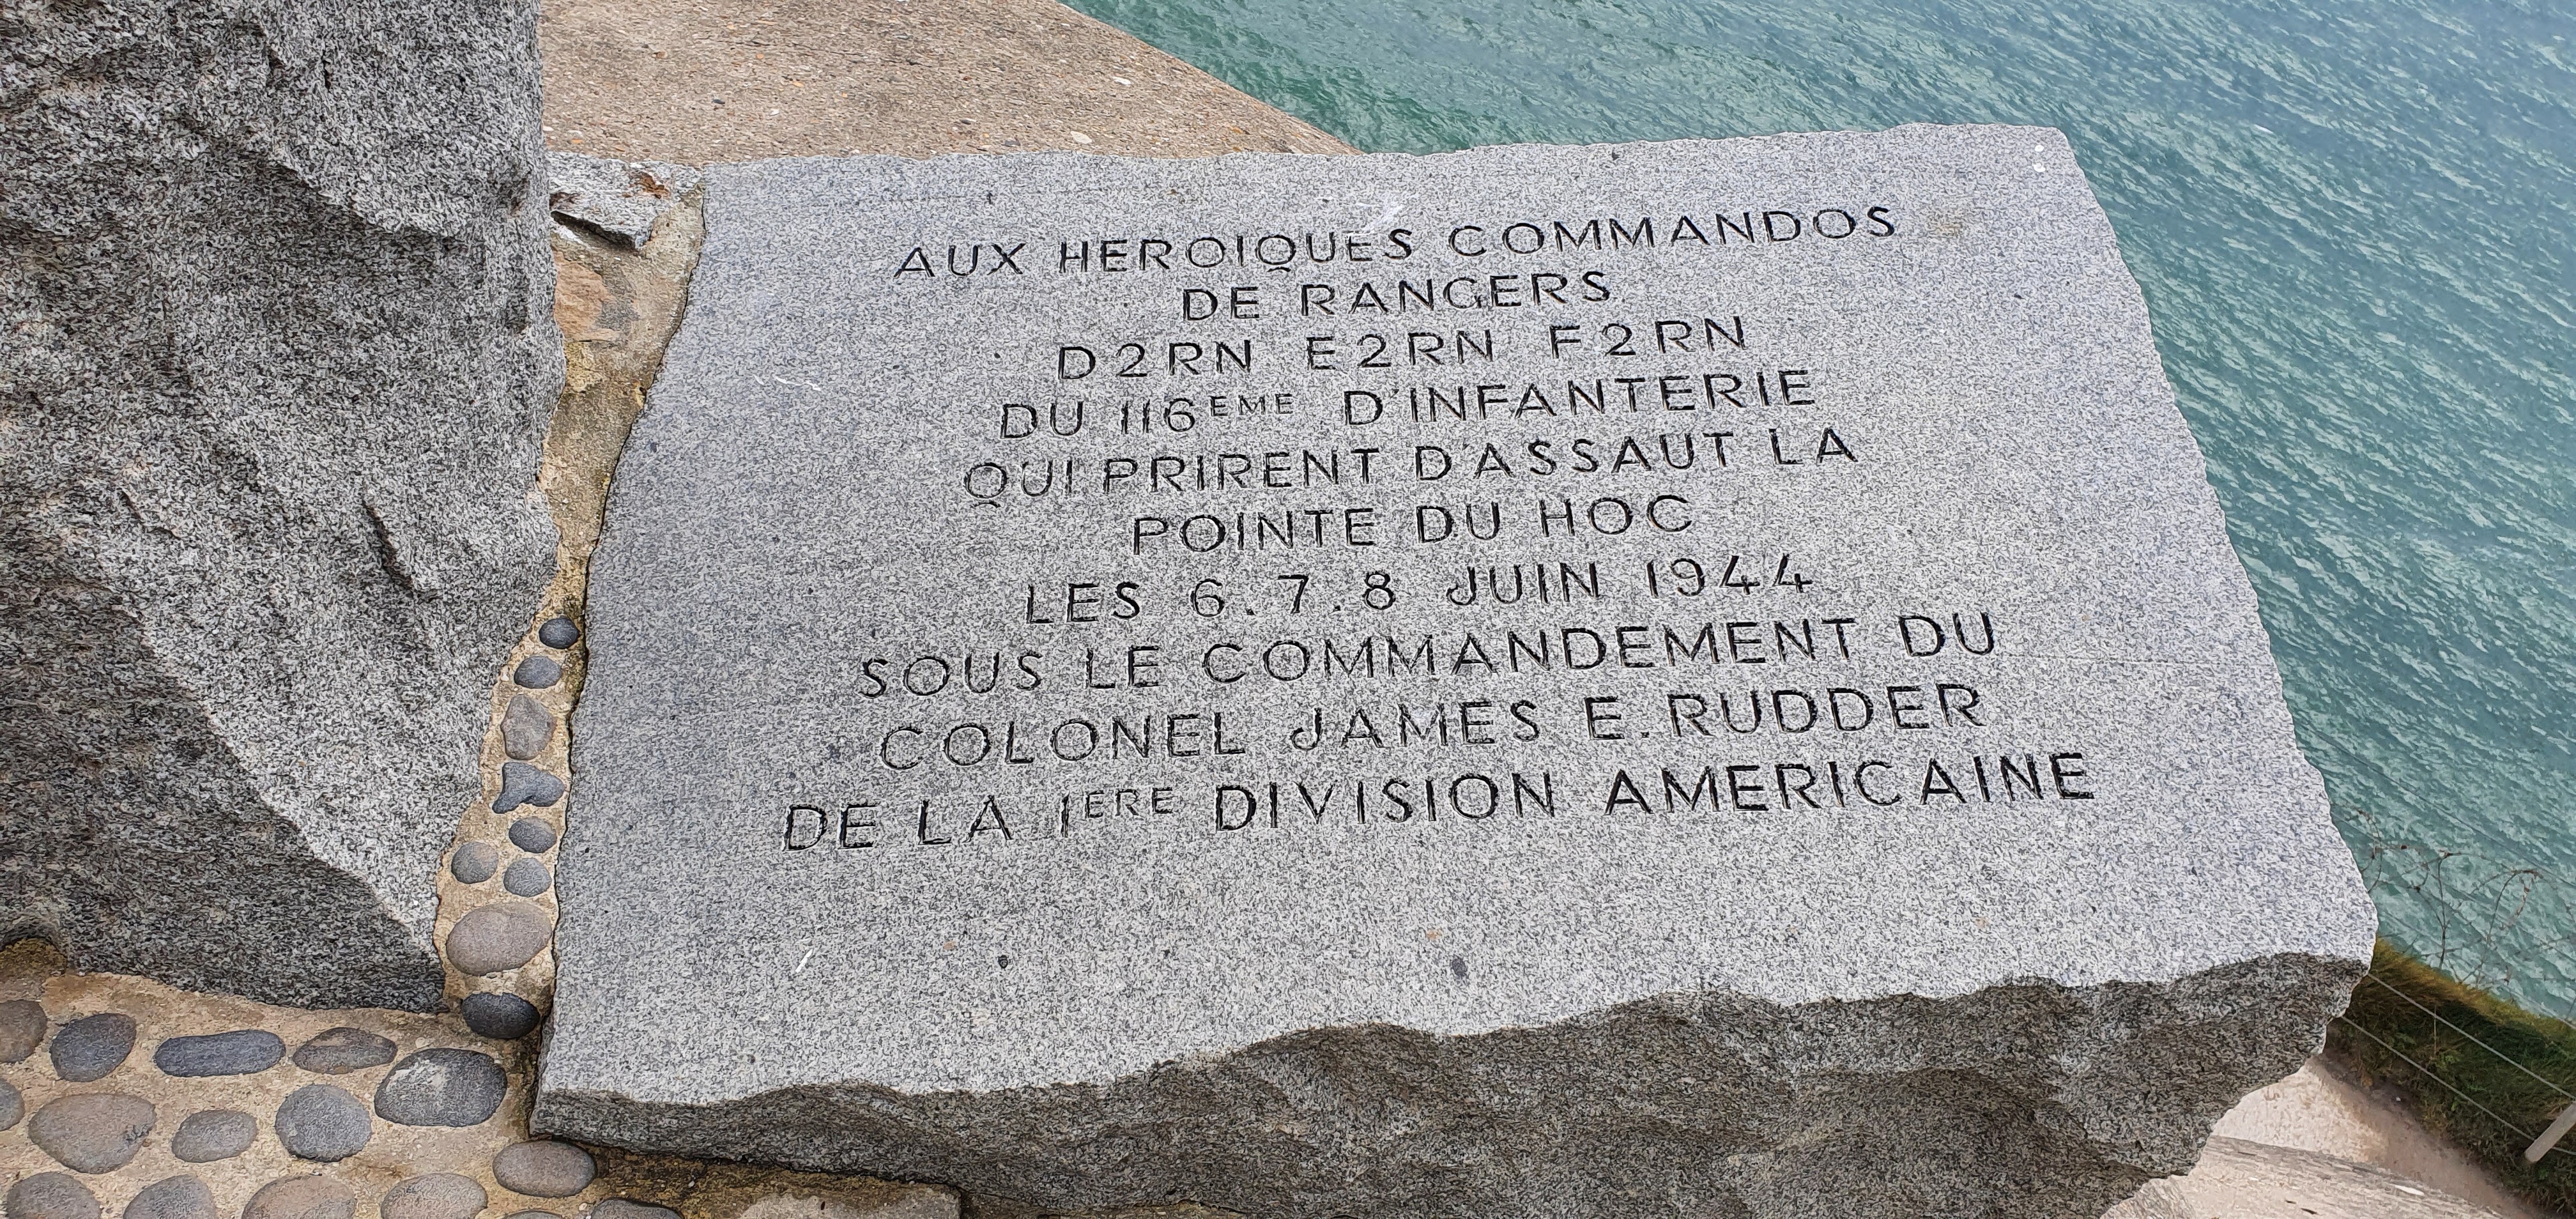 AUX HEROIQUES COMMANDOS
DE RANGERS
D2RN E2RN F2RN
DU 116EME D'INFANTERIE
QUI PRIRENT D'ASSAUT LA
POINTE DU HOC
LES 6.7.8 JUIN 1944
SOUS LE COMMANDEMENT DU
COLONEL JAMES E. RUDDER
DE LA 1ERE DIVISION AMERICAINE